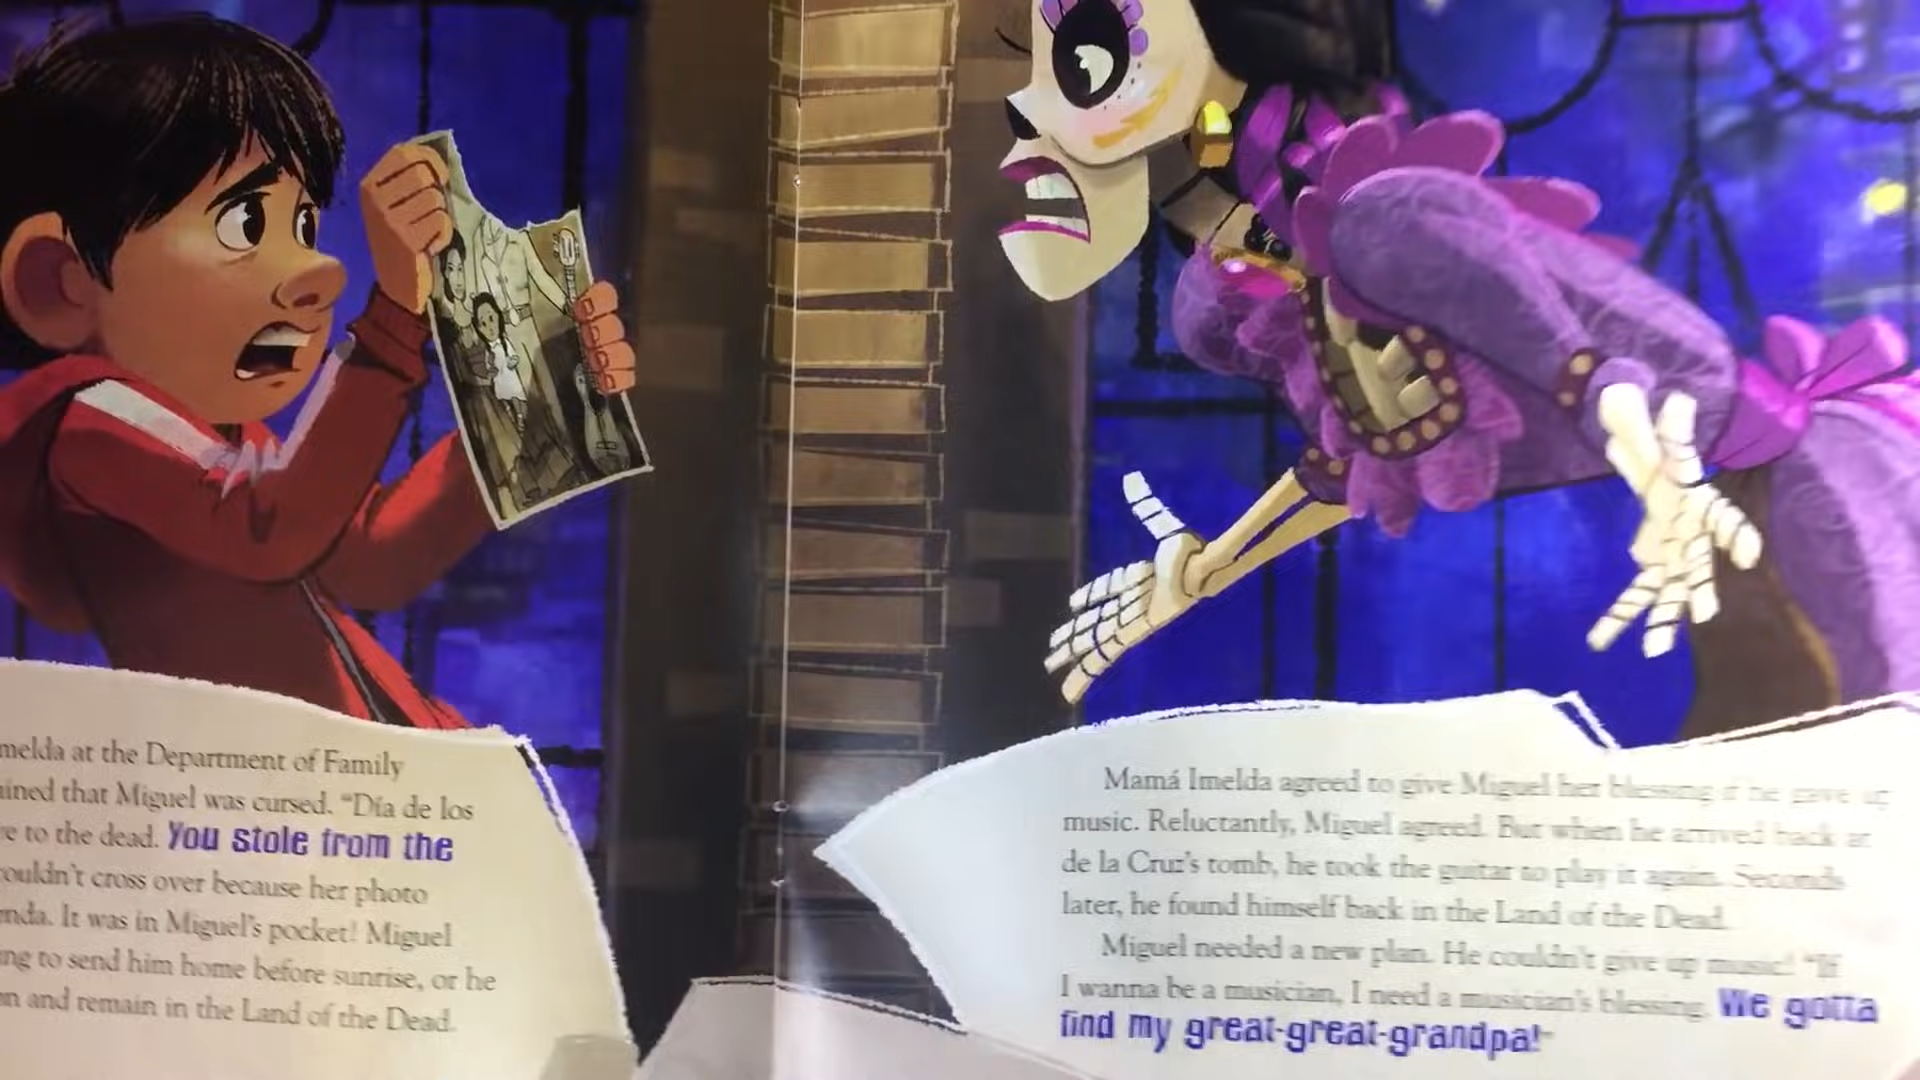 melda at the Department of Family
ined that Miguel was cursed. “Día de los
e to the dead. You stole from the
ouldn’t cross over because her photo
nda. It was in Miguel’s pocket! Miguel
ng to send him home before sunrise, or he
n and remain in the Land of the Dead.
Mamá Imelda agreed to give Miguel her blessing if he gave up
music. Reluctantly, Miguel agreed. But when he arrived back at
de la Cruz’s tomb, he took the guitar to play it again. Seconds
later, he found himself back in the Land of the Dead.
Miguel needed a new plan. He couldn’t give up music! “If
I wanna be a musician, I need a musician’s blessing. We gotta
find my great-great-grandpa!”